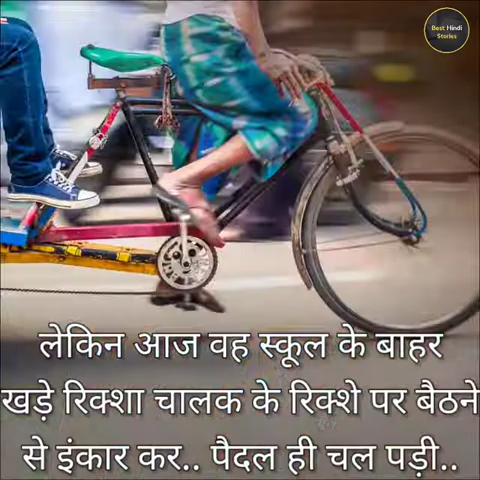 Best Hindi
Stories
लेकिन आज वह स्कूल के बाहर
खड़े रिक्शा चालक के रिक्शे पर बैठने
से इंकार कर.. पैदल ही चल पड़ी..